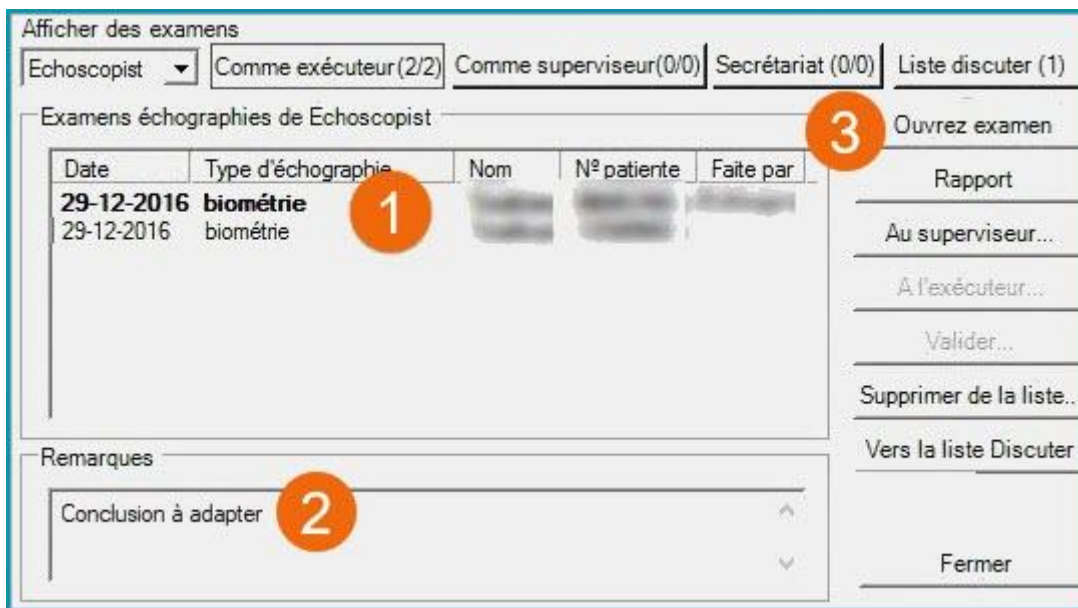 Afficher des examens
Echoscopist Comme exécuteur(2/2) Comme superviseur(0/0) Secrétariat (0/0) Liste discuter (1)
Examens échographies de Echoscopist
3 Ouvrez examen
Date Type d'échographie Nom Nº patiente Faite par
Rapport
29-12-2016 biométrie
1
29-12-2016 biométrie
Au superviseur...
A l'exécuteur...
Valider...
Supprimer de la liste..
Vers la liste Discuter
Remarques
Conclusion à adapter
2
Fermer